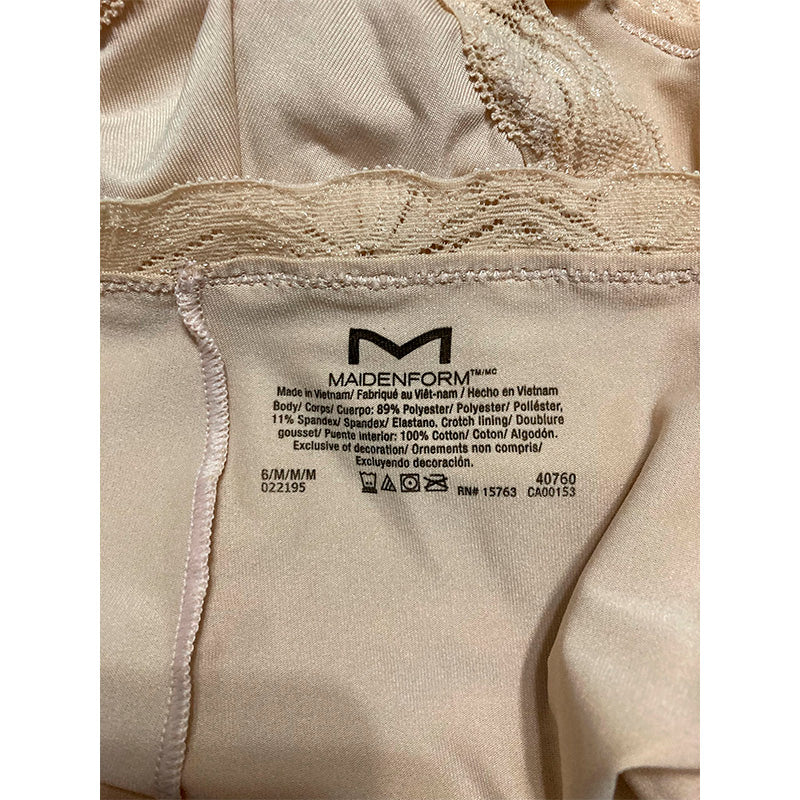 M
MAIDENFORM™/MC
Made in Vietnam/ Fabriqué au Viêt-nam / Hecho en Vietnam
Body/ Corps/ Cuerpo: 89% Polyester/ Polyester/ Poliéster,
11% Spandex/ Spandex/ Elastano. Crotch lining/ Doublure
gousset/ Puente interior: 100% Cotton/ Coton/ Algodón.
Exclusive of decoration/ Ornements non compris/
Excluyendo decoración.
6/M/M/M 40760
022195 RN# 15763 CA00153